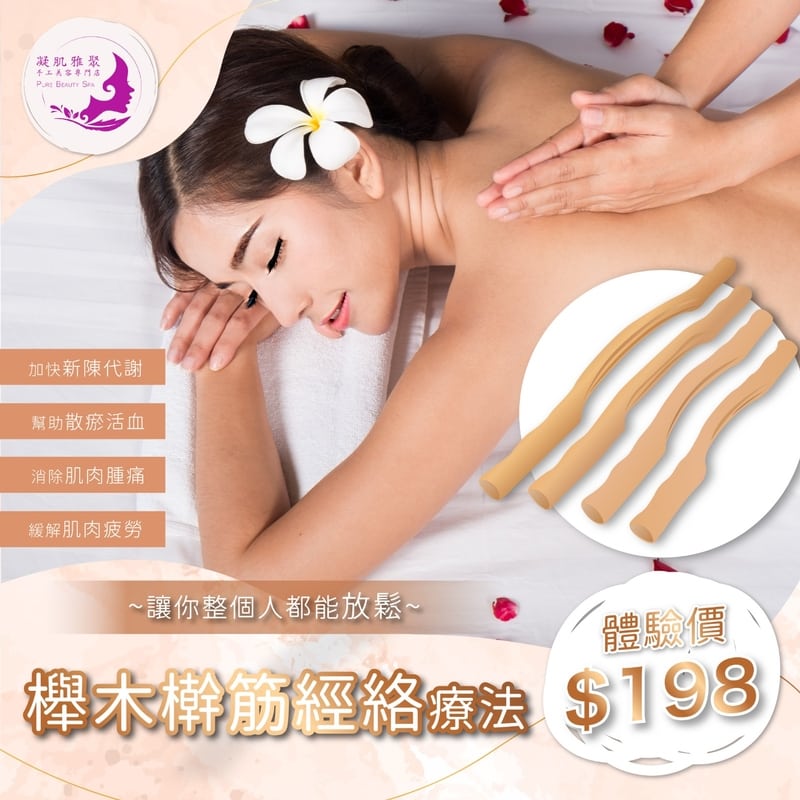 凝肌雅聚
手工美容專門店
PURE BEAUTY SPA
加快新陳代謝
幫助散瘀活血
消除肌肉腫痛
緩解肌肉疲勞
~讓你整個人都能放鬆~
櫸木桿筋經絡療法
體驗價
$198